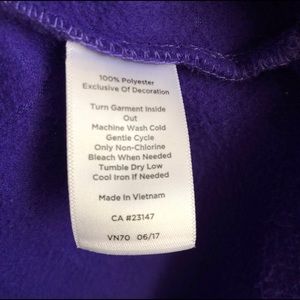 100% Polyester
Exclusive Of Decoration
Turn Garment Inside
Out
Machine Wash Cold
Gentle Cycle
Only Non-Chlorine
Bleach When Needed
Tumble Dry Low
Cool Iron If Needed
Made In Vietnam
CA #23147
VN70 06/17